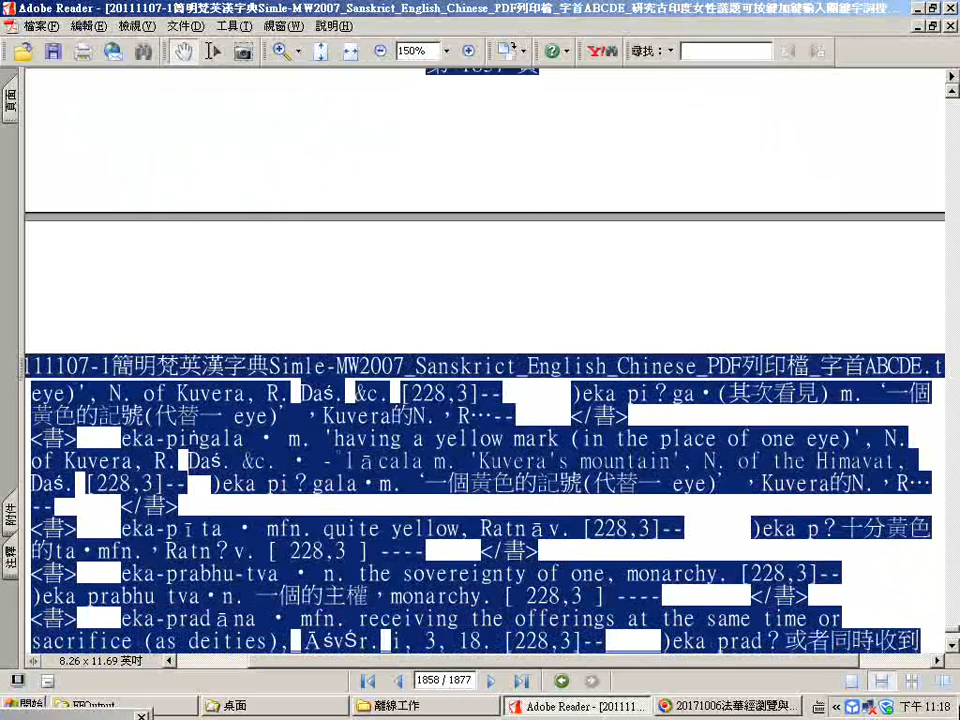 Adobe Reader - [20111107-1簡明梵英漢字典Simle-MW2007_Sanskrict_English_Chinese_PDF列印檔_字首ABCDE_研究古印度女性議題可按鍵加鍵輸入關鍵字詞搜...
檔案(F) 編輯(E) 檢視(V) 文件(D) 工具(T) 視窗(W) 說明(H)
150% Y! 尋找:
頁面
第 1857 頁
111107-1簡明梵英漢字典Simle-MW2007_Sanskrict_English_Chinese_PDF列印檔_字首ABCDE.t
eye)', N. of Kuvera, R. Daś. &c. [228,3]-- )eka pi?ga·(其次看見) m. ‘一個
黃色的記號(代替一 eye)’,Kuvera的N.,R…-- </書>
<書> eka-piṅgala · m. 'having a yellow mark (in the place of one eye)', N.
of Kuvera, R. Daś. &c. · -°lācala m. 'Kuvera's mountain', N. of the Himavat,
Daś. [228,3]-- )eka pi?gala·m. ‘一個黃色的記號(代替一 eye)’,Kuvera的N.,R…
-- </書>
<書> eka-pīta · mfn. quite yellow, Ratnāv. [228,3]-- )eka p?十分黃色
的ta·mfn.,Ratn?v. [ 228,3 ] ---- </書>
<書> eka-prabhu-tva · n. the sovereignty of one, monarchy. [228,3]--
)eka prabhu tva·n. 一個的主權,monarchy. [ 228,3 ] ---- </書>
<書> eka-pradāna · mfn. receiving the offerings at the same time or
sacrifice (as deities), ĀśvŚr. i, 3, 18. [228,3]-- )eka prad?或者同時收到
附件
注釋
8.26 x 11.69 英吋
1858 / 1877
開始 FFOutput 桌面 離線工作 Adobe Reader - [201111... 20171006法華經瀏覽與... 下午 11:18